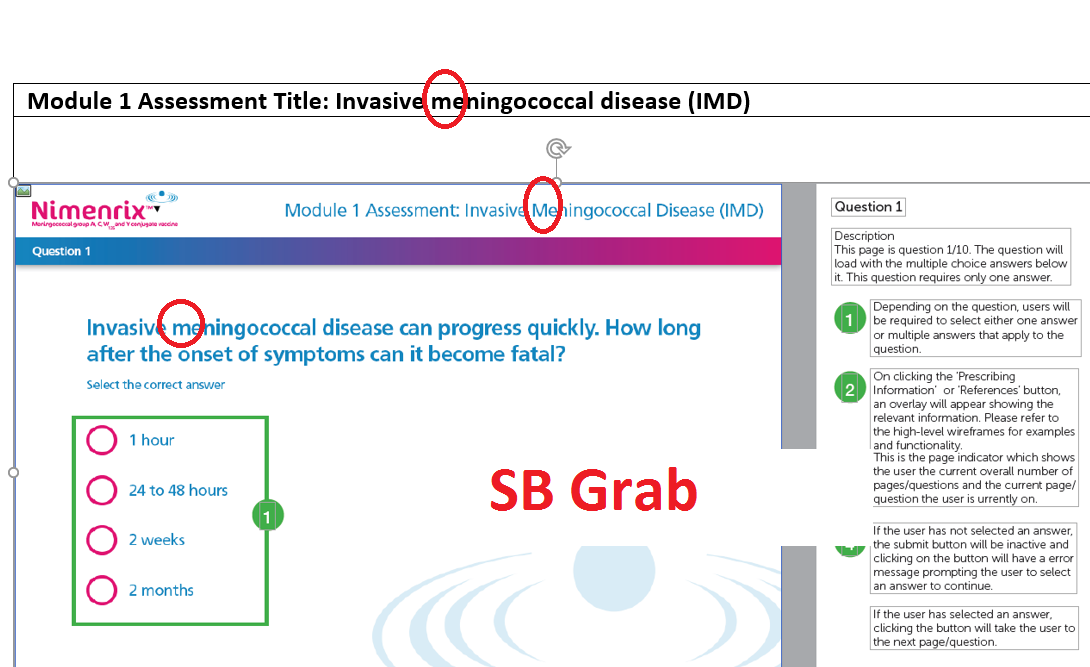 Module 1 Assessment Title: Invasive meningococcal disease (IMD)
Nimenrix™▼
Meningococcal group A, C, W135 and Y conjugate vaccine
Module 1 Assessment: Invasive Meningococcal Disease (IMD)
Question 1
Invasive meningococcal disease can progress quickly. How long
after the onset of symptoms can it become fatal?
Select the correct answer
1 hour
24 to 48 hours
2 weeks
2 months
1
SB Grab
Question 1
Description
This page is question 1/10. The question will
load with the multiple choice answers below
it. This question requires only one answer.
1
Depending on the question, users will
be required to select either one answer
or multiple answers that apply to the
question.
2
On clicking the 'Prescribing
Information' or 'References' button,
an overlay will appear showing the
relevant information. Please refer to
the high-level wireframes for examples
and functionality.
This is the page indicator which shows
the user the current overall number of
pages/questions and the current page/
question the user is urrently on.
If the user has not selected an answer,
the submit button will be inactive and
clicking on the button will have a error
message prompting the user to select
an answer to continue.
If the user has selected an answer,
clicking the button will take the user to
the next page/question.